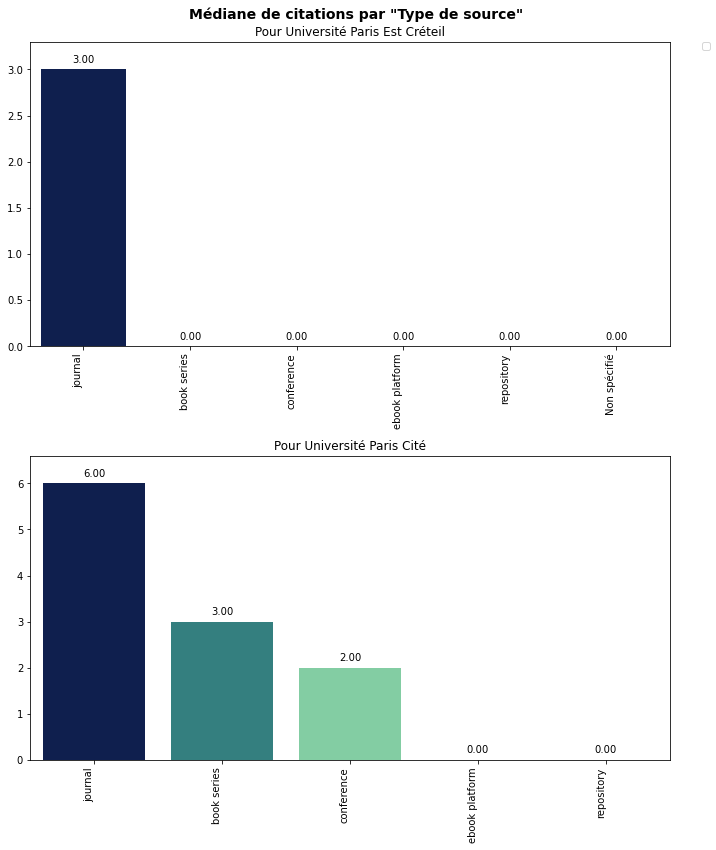 Médiane de citations par "Type de source"
Pour Université Paris Est Créteil
3.0
2.5
2.0
1.5
1.0
0.5
0.0
3.00
0.00
0.00
0.00
0.00
0.00
journal
book series
conference
ebook platform
repository
Non spécifié
Pour Université Paris Cité
6
5
4
3
2
1
0
6.00
3.00
2.00
0.00
0.00
journal
book series
conference
ebook platform
repository